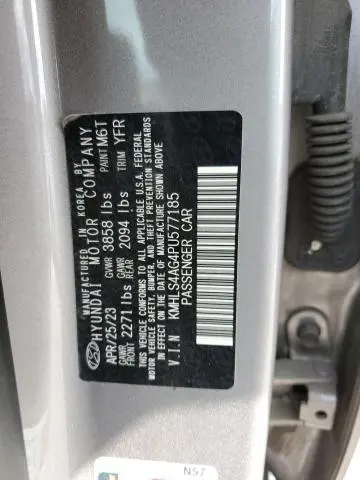 MANUFACTURED IN KOREA BY
HYUNDAI MOTOR COMPANY
APR/25/23 GVWR 3858 lbs PAINT M6T
GAWR FRONT 2271 lbs GAWR REAR 2094 lbs TRIM YFR
THIS VEHICLE CONFORMS TO ALL APPLICABLE U.S.A. FEDERAL
MOTOR VEHICLE SAFETY, BUMPER, AND THEFT PREVENTION STANDARDS
IN EFFECT ON THE DATE OF MANUFACTURE SHOWN ABOVE.
V.I.N. KMHLS4AG4PU577185
PASSENGER CAR
N57